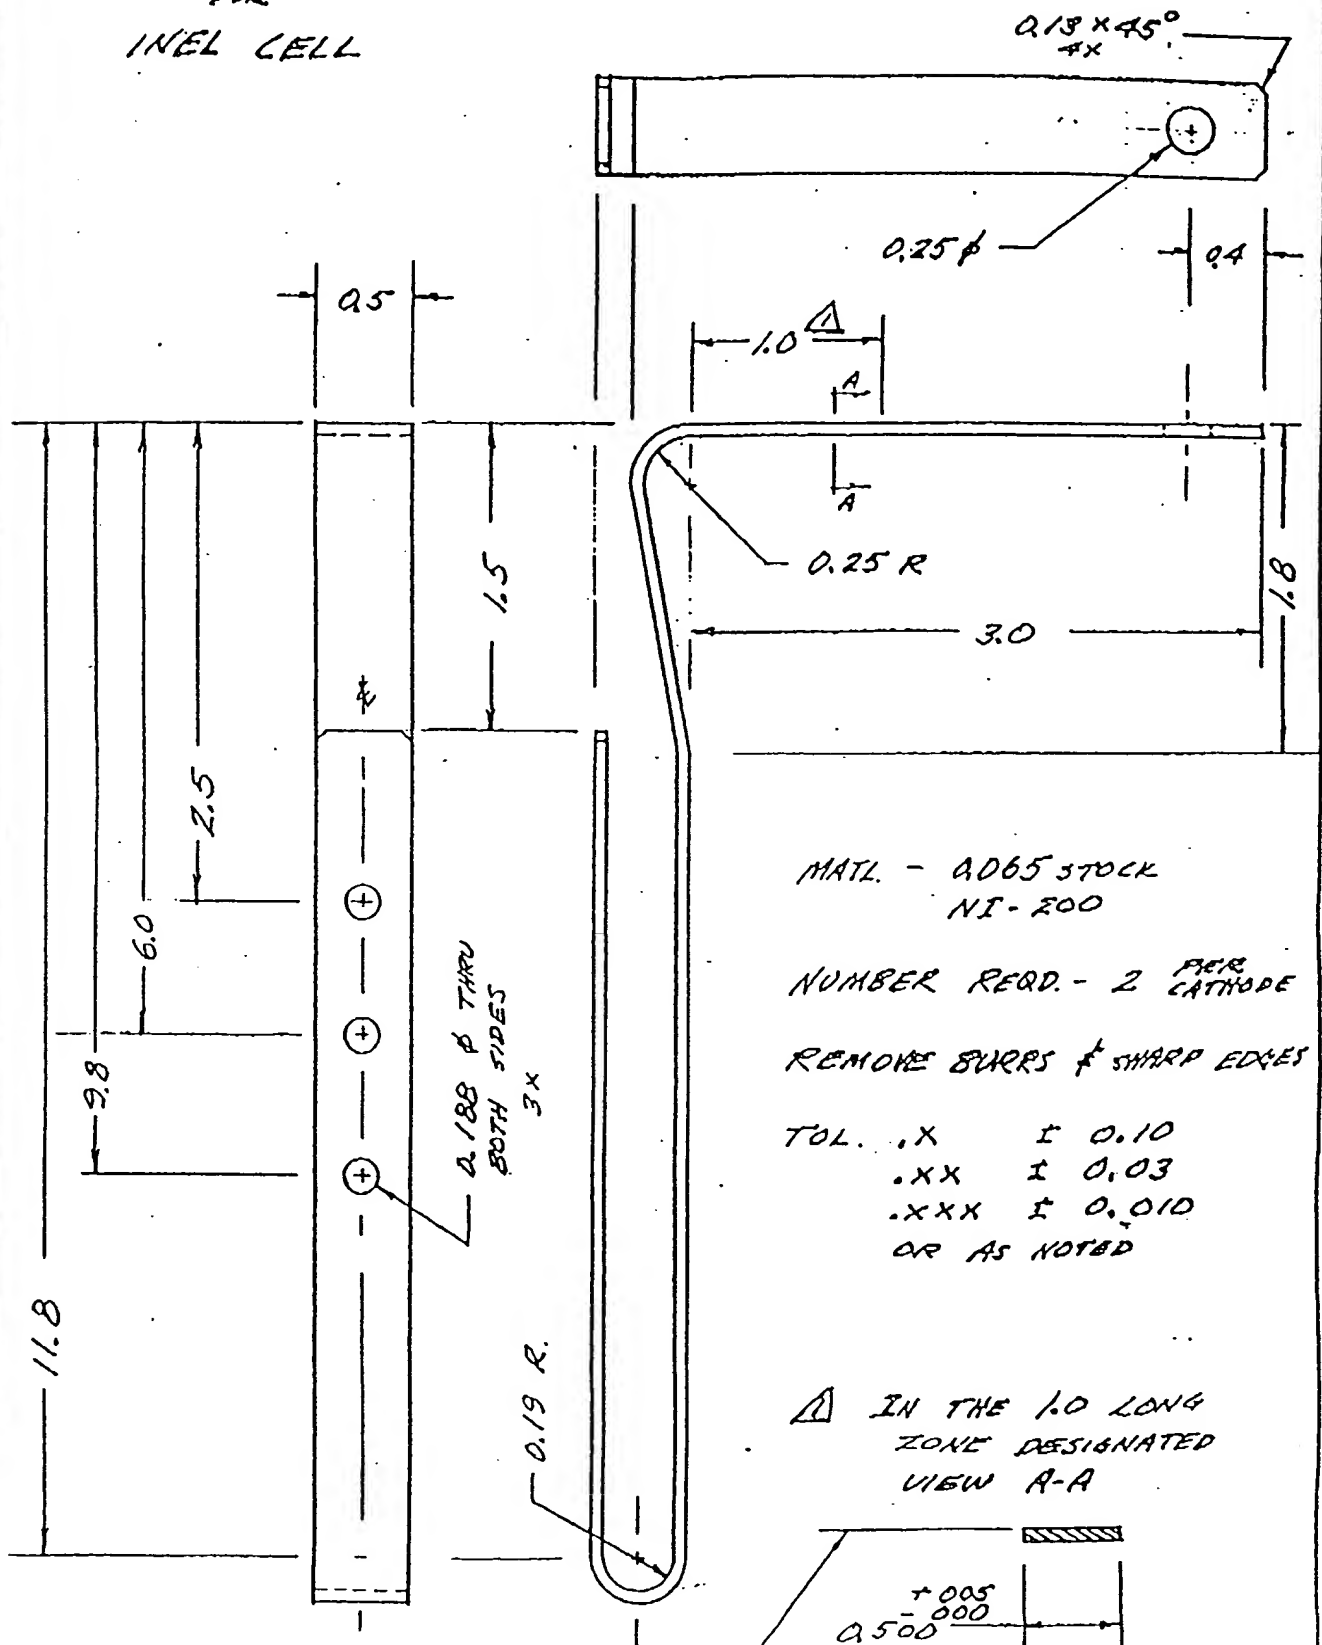 INEL CELL
0.13 X 45°
4X
0.25 ϕ
0.4
0.5
1.0 1
A
A
0.25 R
1.5
3.0
1.8
2.5
6.0
9.8
11.8
0.188 ϕ THRU
BOTH SIDES
3X
0.19 R.
MATL. - 0.065 STOCK
NI-200
NUMBER REQD. - 2 PER
CATHODE
REMOVE BURRS & SHARP EDGES
TOL. .X ± 0.10
.XX ± 0.03
.XXX ± 0.010
OR AS NOTED
1 IN THE 1.0 LONG
ZONE DESIGNATED
VIEW A-A
+.005
-.000
0.500